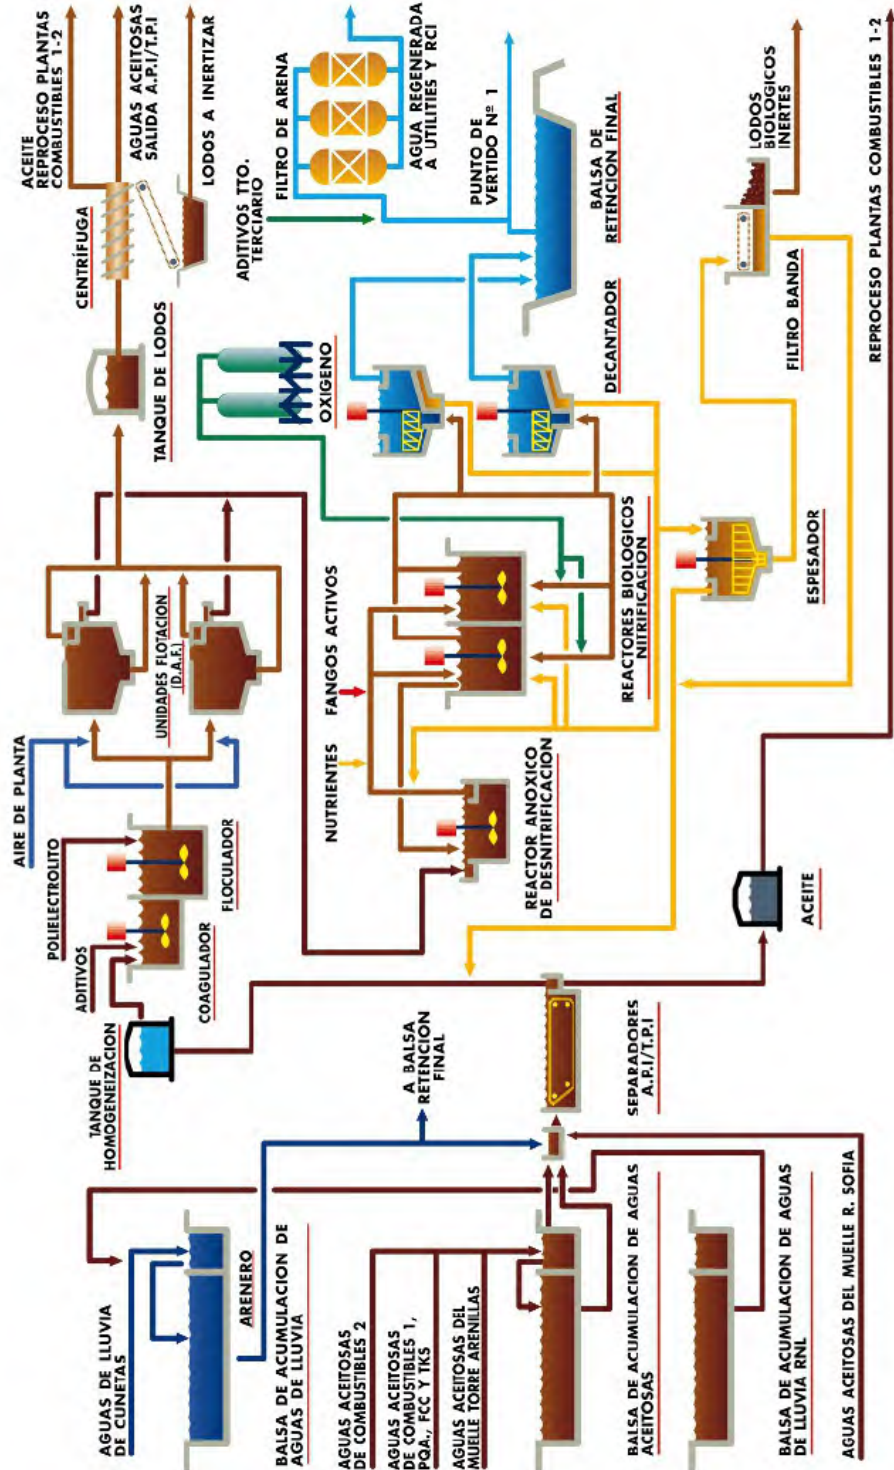 AGUAS DE LLUVIA
DE CUNETAS
ARENERO
BALSA DE ACUMULACION DE
AGUAS DE LLUVIA
AGUAS ACEITOSAS
DE COMBUSTIBLES 2
AGUAS ACEITOSAS
DE COMBUSTIBLES 1,
PQA., FCC Y TKS
AGUAS ACEITOSAS DEL
MUELLE TORRE ARENILLAS
BALSA DE ACUMULACION DE AGUAS
ACEITOSAS
BALSA DE ACUMULACION DE AGUAS
DE LLUVIA RNL
AGUAS ACEITOSAS DEL MUELLE R. SOFIA
TANQUE DE
HOMOGENEIZACION
A BALSA
RETENCION
FINAL
SEPARADORES
A.P.I/T.P.I
ADITIVOS
POLIELECTROLITO
COAGULADOR
FLOCULADOR
AIRE DE PLANTA
UNIDADES FLOTACION
(D.A.F.)
NUTRIENTES
FANGOS ACTIVOS
REACTOR ANOXICO
DE DESNITRIFICACION
REACTORES BIOLOGICOS
NITRIFICACION
ACEITE
ESPESADOR
TANQUE DE LODOS
OXIGENO
DECANTADOR
CENTRÍFUGA
ACEITE
REPROCESO PLANTAS
COMBUSTIBLES 1-2
AGUAS ACEITOSAS
SALIDA A.P.I/T.P.I
LODOS A INERTIZAR
ADITIVOS TTO.
TERCIARIO
FILTRO DE ARENA
AGUA REGENERADA
A UTILITIES Y RCI
PUNTO DE
VERTIDO Nº 1
BALSA DE
RETENCION FINAL
FILTRO BANDA
LODOS
BIOLOGICOS
INERTES
REPROCESO PLANTAS COMBUSTIBLES 1-2